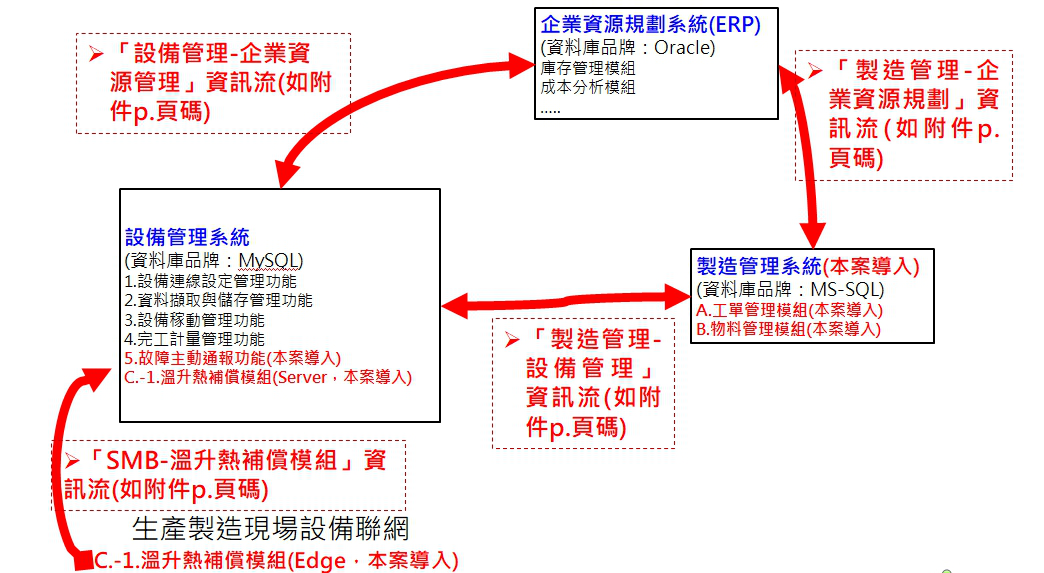 企業資源規劃系統(ERP)
(資料庫品牌：Oracle)
庫存管理模組
成本分析模組
.....
➢「設備管理-企業資
源管理」資訊流(如附
件p.頁碼)
➢「製造管理-企
業資源規劃」資
訊流(如附件p.
頁碼)
設備管理系統
(資料庫品牌：MySQL)
1.設備連線設定管理功能
2.資料擷取與儲存管理功能
3.設備稼動管理功能
4.完工計量管理功能
5.故障主動通報功能(本案導入)
C.-1.溫升熱補償模組(Server，本案導入)
製造管理系統(本案導入)
(資料庫品牌：MS-SQL)
A.工單管理模組(本案導入)
B.物料管理模組(本案導入)
➢「製造管理-
設備管理」
資訊流(如附
件p.頁碼)
➢「SMB-溫升熱補償模組」資
訊流(如附件p.頁碼)
生產製造現場設備聯網
C.-1.溫升熱補償模組(Edge，本案導入)